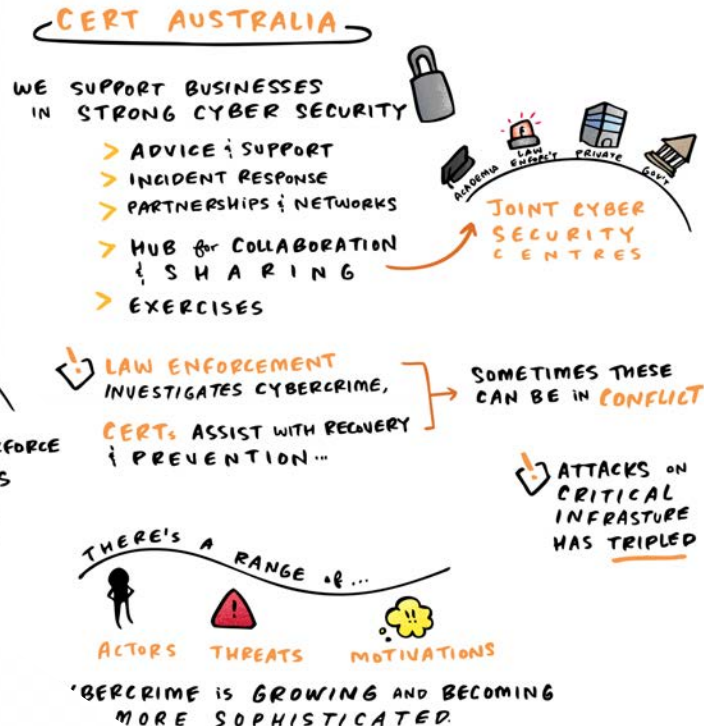 CERT AUSTRALIA
WE SUPPORT BUSINESSES
IN STRONG CYBER SECURITY
> ADVICE & SUPPORT
> INCIDENT RESPONSE
> PARTNERSHIPS & NETWORKS
> HUB for COLLABORATION
& SHARING
> EXERCISES
ACADEMIA
LAW
ENFORC'T
PRIVATE
GOV'T
JOINT CYBER
SECURITY
CENTRES
! LAW ENFORCEMENT
INVESTIGATES CYBERCRIME,
CERTs ASSIST WITH RECOVERY
& PREVENTION...
SOMETIMES THESE
CAN BE in CONFLICT
! ATTACKS ON
CRITICAL
INFRASTURE
HAS TRIPLED
THERE'S A RANGE of...
!
!!
ACTORS
THREATS
MOTIVATIONS
BERCRIME is GROWING AND BECOMING
MORE SOPHISTICATED.